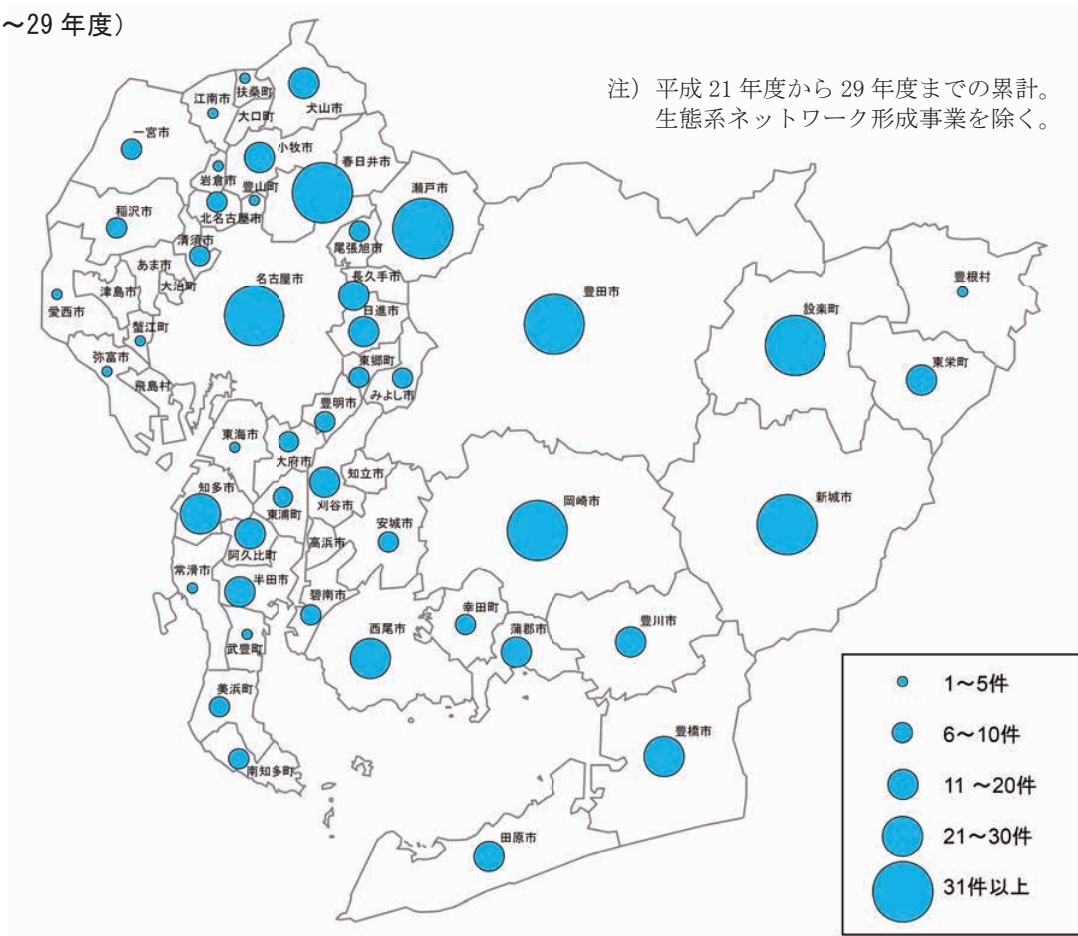 ～29 年度）
注）平成 21 年度から 29 年度までの累計。
生態系ネットワーク形成事業を除く。
扶桑町
江南市
犬山市
大口町
一宮市
小牧市
春日井市
岩倉市
豊山町
瀬戸市
稲沢市
北名古屋市
尾張旭市
清須市
あま市
長久手市
名古屋市
津島市
大治町
豊田市
豊根村
愛西市
日進市
設楽町
蟹江町
弥富市
東郷町
東栄町
飛島村
みよし市
豊明市
東海市
大府市
知立市
知多市
刈谷市
岡崎市
新城市
東浦町
安城市
高浜市
阿久比町
常滑市
半田市
碧南市
幸田町
豊川市
西尾市
蒲郡市
武豊町
美浜町
豊橋市
南知多町
田原市
1～5件
6～10件
11 ～20件
21～30件
31件以上